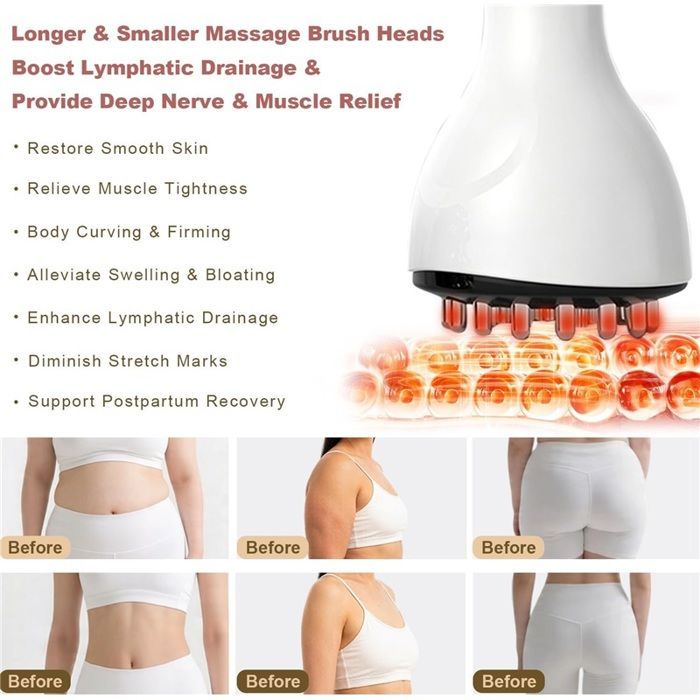 Longer & Smaller Massage Brush Heads
Boost Lymphatic Drainage &
Provide Deep Nerve & Muscle Relief
• Restore Smooth Skin
• Relieve Muscle Tightness
• Body Curving & Firming
• Alleviate Swelling & Bloating
• Enhance Lymphatic Drainage
• Diminish Stretch Marks
• Support Postpartum Recovery
Before
Before
Before
Before
Before
Before